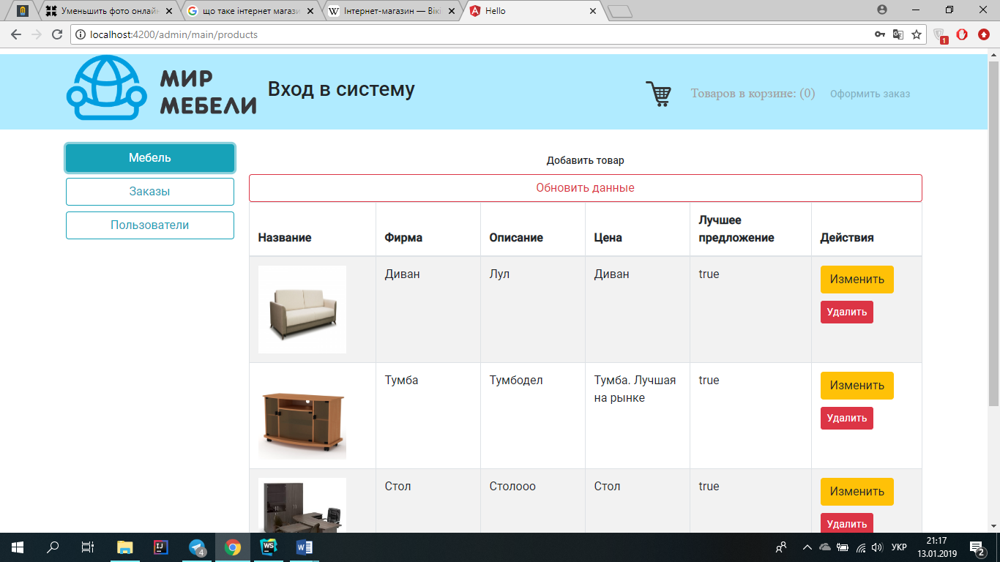 Уменьшить фото онлайн
що таке інтернет магази
Інтернет-магазин — Вікі
Hello
localhost:4200/admin/main/products
1
МИР
МЕБЕЛИ
Вход в систему
Товаров в корзине: (0)
Оформить заказ
Мебель
Заказы
Пользователи
Добавить товар
Обновить данные
Название
Фирма
Описание
Цена
Лучшее
предложение
Действия
Диван
Лул
Диван
true
Изменить
Удалить
Тумба
Тумбодел
Тумба. Лучшая
на рынке
true
Изменить
Удалить
Стол
Столооо
Стол
true
Изменить
Удалить
IJ
4
WS
W
УКР
21:17
13.01.2019
2